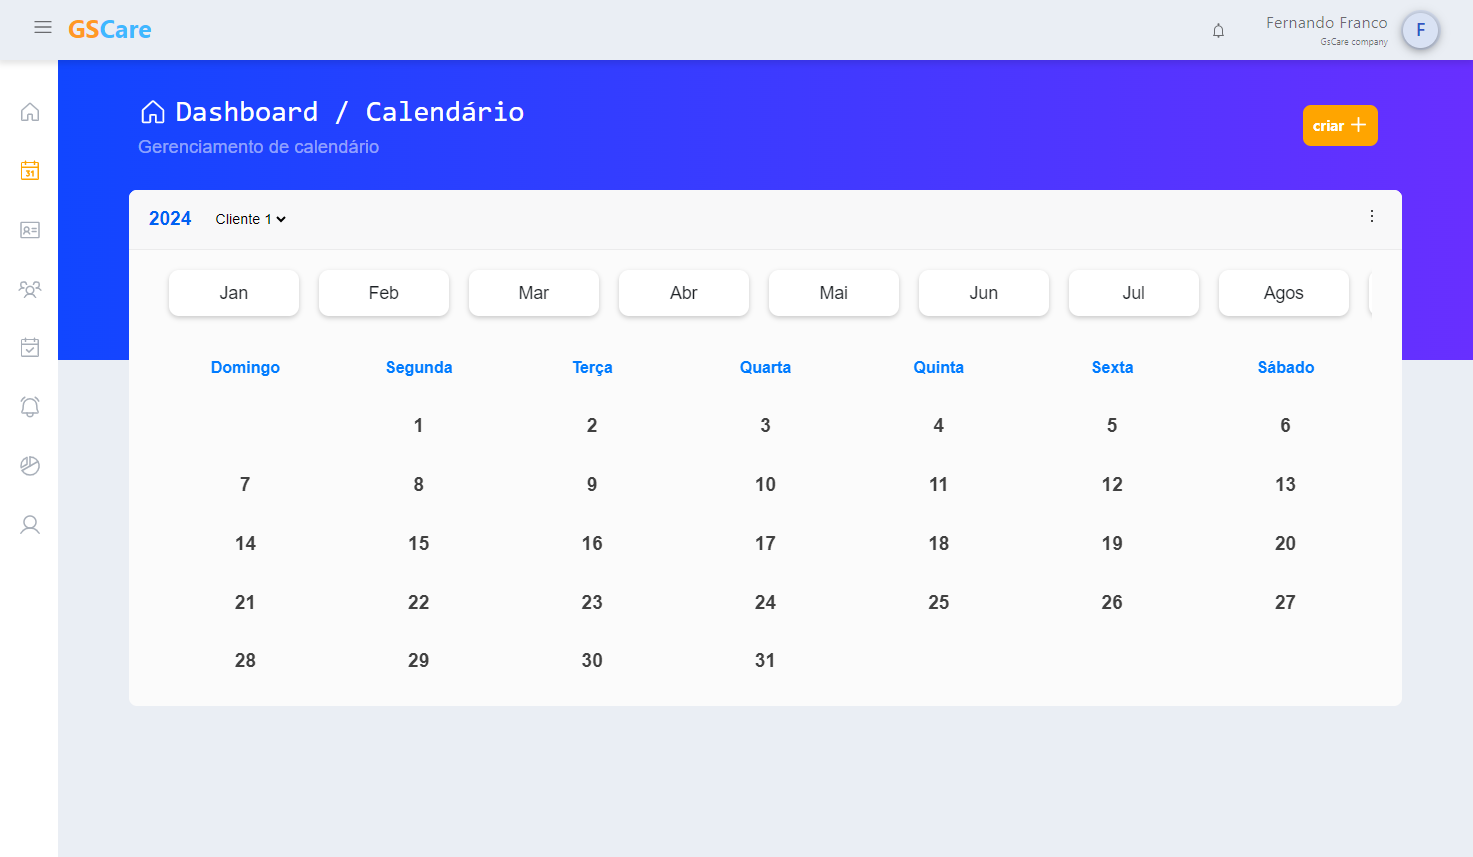 GSCare
Fernando Franco
GsCare company
F
Dashboard / Calendário
Gerenciamento de calendário
criar +
31
2024 Cliente 1
Jan Feb Mar Abr Mai Jun Jul Agos
Domingo Segunda Terça Quarta Quinta Sexta Sábado
1 2 3 4 5 6
7 8 9 10 11 12 13
14 15 16 17 18 19 20
21 22 23 24 25 26 27
28 29 30 31